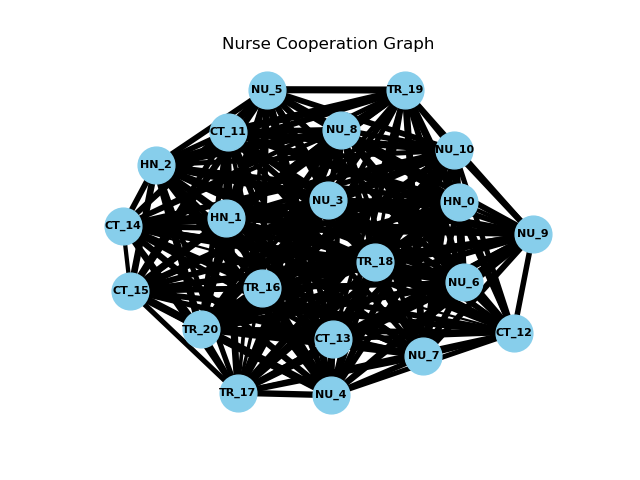 Nurse Cooperation Graph
NU_5
TR_19
CT_11
NU_8
NU_10
HN_2
NU_3
HN_0
HN_1
CT_14
NU_9
TR_18
NU_6
TR_16
CT_15
TR_20
CT_12
CT_13
NU_7
TR_17
NU_4